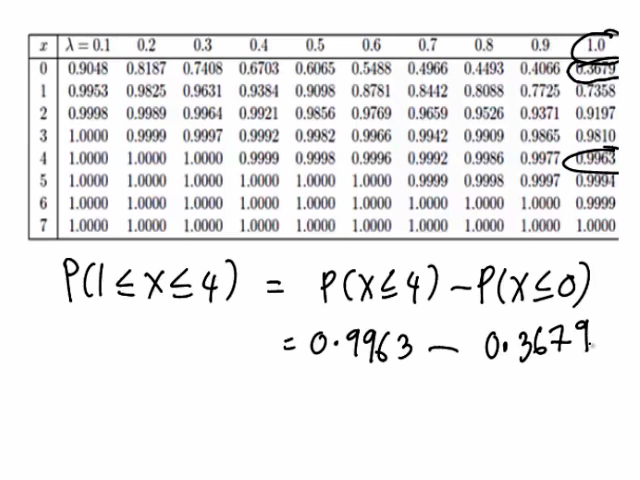 x λ = 0.1 0.2 0.3 0.4 0.5 0.6 0.7 0.8 0.9 1.0
0 0.9048 0.8187 0.7408 0.6703 0.6065 0.5488 0.4966 0.4493 0.4066 0.3679
1 0.9953 0.9825 0.9631 0.9384 0.9098 0.8781 0.8442 0.8088 0.7725 0.7358
2 0.9998 0.9989 0.9964 0.9921 0.9856 0.9769 0.9659 0.9526 0.9371 0.9197
3 1.0000 0.9999 0.9997 0.9992 0.9982 0.9966 0.9942 0.9909 0.9865 0.9810
4 1.0000 1.0000 1.0000 0.9999 0.9998 0.9996 0.9992 0.9986 0.9977 0.9963
5 1.0000 1.0000 1.0000 1.0000 1.0000 1.0000 0.9999 0.9998 0.9997 0.9994
6 1.0000 1.0000 1.0000 1.0000 1.0000 1.0000 1.0000 1.0000 1.0000 0.9999
7 1.0000 1.0000 1.0000 1.0000 1.0000 1.0000 1.0000 1.0000 1.0000 1.0000
P(1 ≤ X ≤ 4) = P(X ≤ 4) − P(X ≤ 0)
= 0.9963 − 0.3679